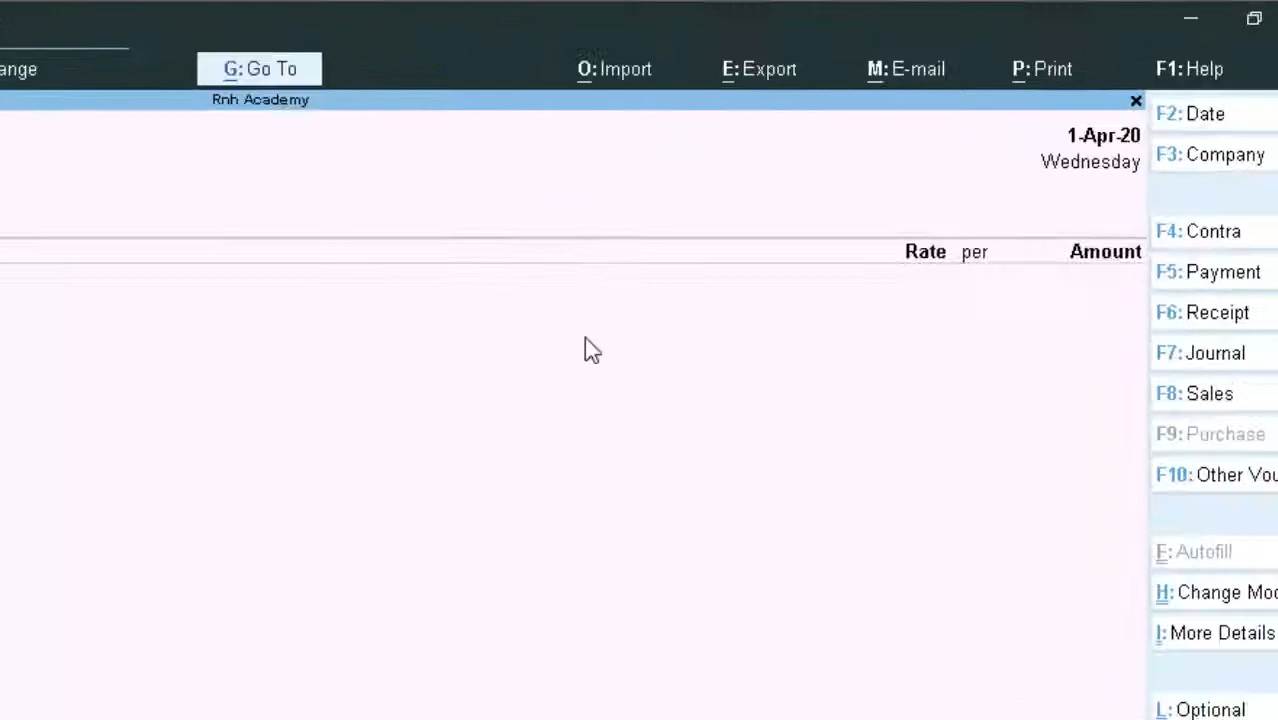 ange G: Go To O: Import E: Export M: E-mail P: Print F1: Help
Rnh Academy
1-Apr-20
Wednesday
Rate per Amount
F2: Date
F3: Company
F4: Contra
F5: Payment
F6: Receipt
F7: Journal
F8: Sales
F9: Purchase
F10: Other Vou
F: Autofill
H: Change Mod
I: More Details
L: Optional